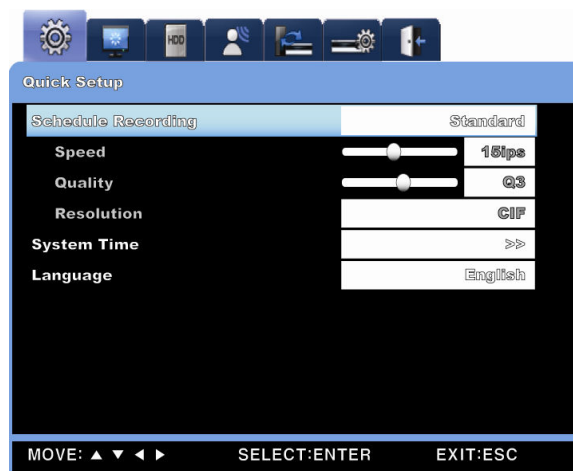 HDD
Quick Setup
Schedule Recording Standard
Speed 15ips
Quality Q3
Resolution CIF
System Time >>
Language English
MOVE: ▲ ▼ ◀ ▶ SELECT:ENTER EXIT:ESC